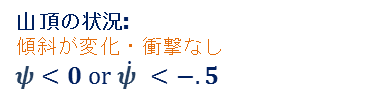 山頂の状況:
傾斜が変化・衝撃なし
ψ < 0 or ψ̇ < −.5